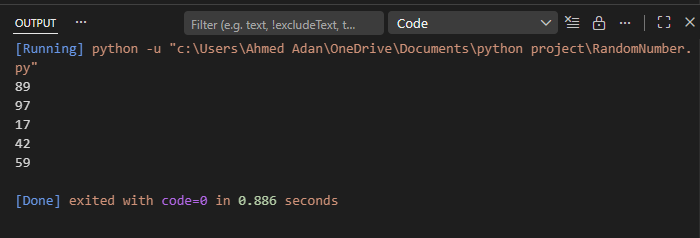 OUTPUT ... Filter (e.g. text, !excludeText, t... Code ...
[Running] python -u "c:\Users\Ahmed Adan\OneDrive\Documents\python project\RandomNumber.
py"
89
97
17
42
59
[Done] exited with code=0 in 0.886 seconds